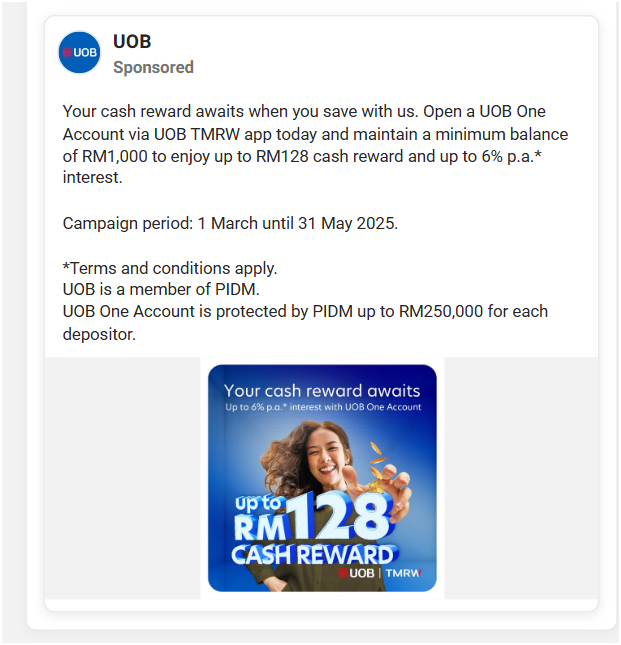 UOB
UOB
Sponsored
Your cash reward awaits when you save with us. Open a UOB One
Account via UOB TMRW app today and maintain a minimum balance
of RM1,000 to enjoy up to RM128 cash reward and up to 6% p.a.*
interest.
Campaign period: 1 March until 31 May 2025.
*Terms and conditions apply.
UOB is a member of PIDM.
UOB One Account is protected by PIDM up to RM250,000 for each
depositor.
Your cash reward awaits
Up to 6% p.a.* interest with UOB One Account
up to
RM128
CASH REWARD
UOB | TMRW